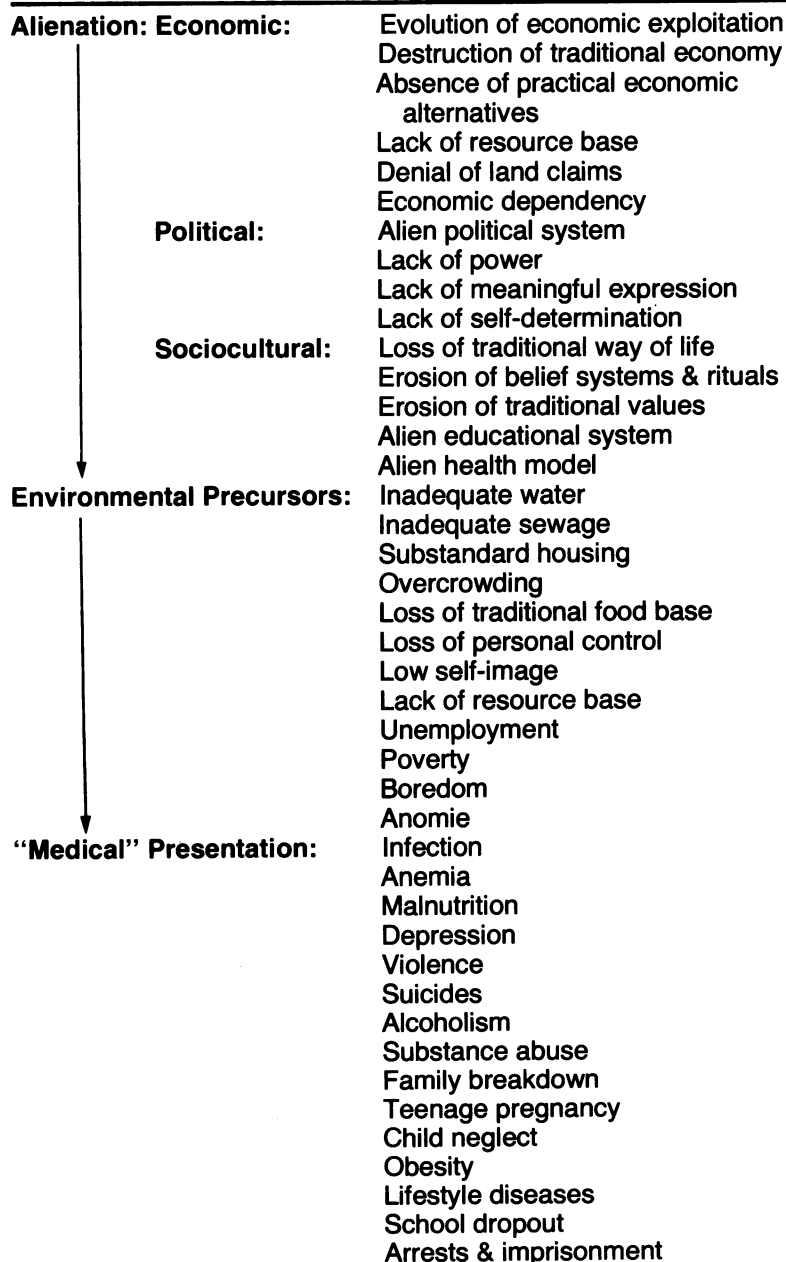 Alienation: Economic: Evolution of economic exploitation
Destruction of traditional economy
Absence of practical economic
alternatives
Lack of resource base
Denial of land claims
Economic dependency
Political: Alien political system
Lack of power
Lack of meaningful expression
Lack of self-determination
Sociocultural: Loss of traditional way of life
Erosion of belief systems & rituals
Erosion of traditional values
Alien educational system
Alien health model
Environmental Precursors: Inadequate water
Inadequate sewage
Substandard housing
Overcrowding
Loss of traditional food base
Loss of personal control
Low self-image
Lack of resource base
Unemployment
Poverty
Boredom
Anomie
“Medical” Presentation: Infection
Anemia
Malnutrition
Depression
Violence
Suicides
Alcoholism
Substance abuse
Family breakdown
Teenage pregnancy
Child neglect
Obesity
Lifestyle diseases
School dropout
Arrests & imprisonment